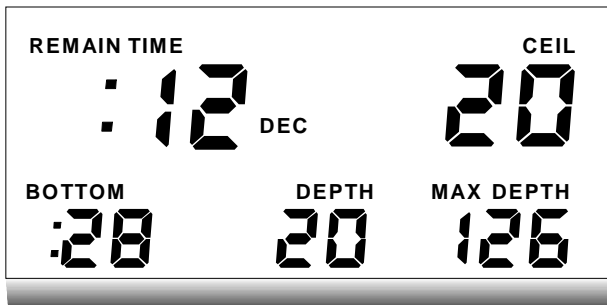 REMAIN TIME CEIL
:12 DEC 20
BOTTOM DEPTH MAX DEPTH
:28 20 126